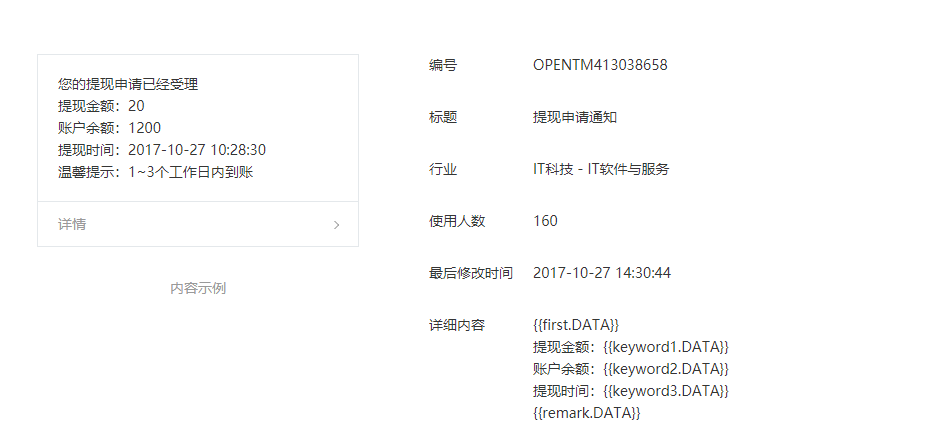 您的提现申请已经受理
提现金额：20
账户余额：1200
提现时间：2017-10-27 10:28:30
温馨提示：1~3个工作日内到账
详情
内容示例
编号 OPENTM413038658
标题 提现申请通知
行业 IT科技 - IT软件与服务
使用人数 160
最后修改时间 2017-10-27 14:30:44
详细内容 {{first.DATA}}
提现金额：{{keyword1.DATA}}
账户余额：{{keyword2.DATA}}
提现时间：{{keyword3.DATA}}
{{remark.DATA}}